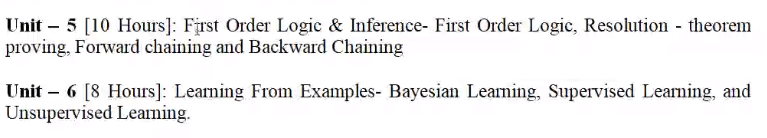 Unit – 5 [10 Hours]: First Order Logic & Inference- First Order Logic, Resolution - theorem
proving, Forward chaining and Backward Chaining
Unit – 6 [8 Hours]: Learning From Examples- Bayesian Learning, Supervised Learning, and
Unsupervised Learning.